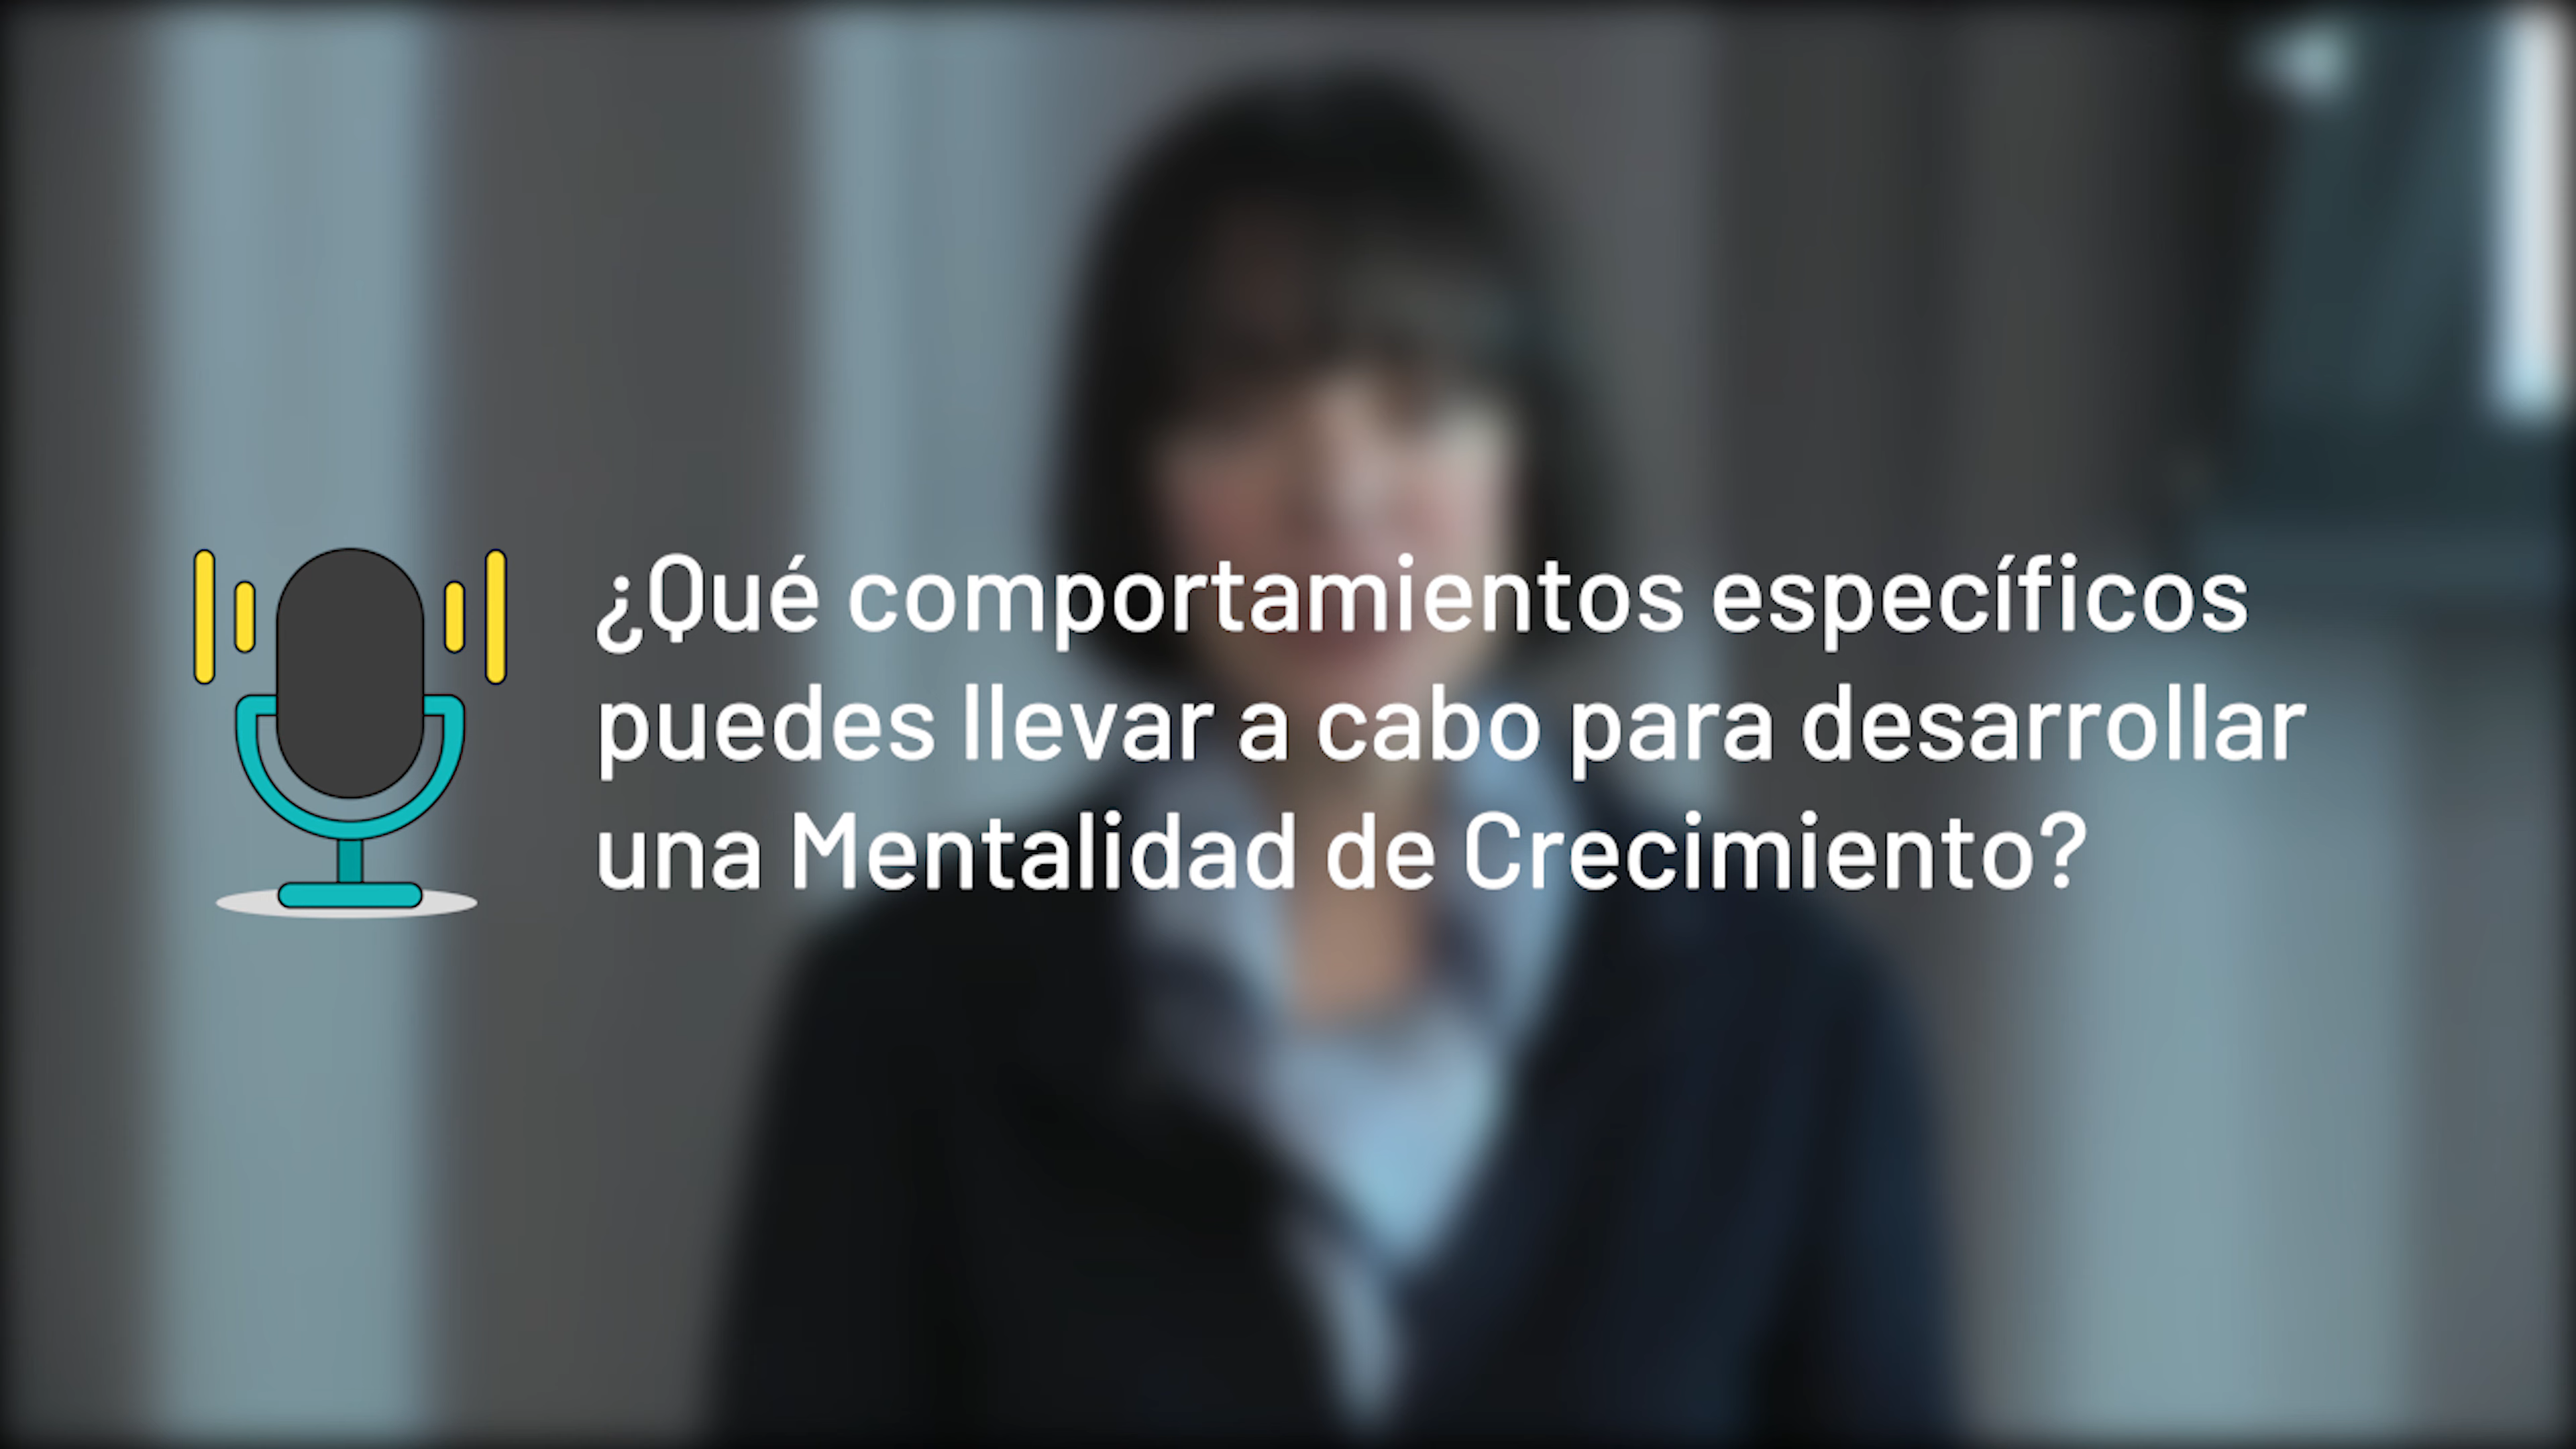 ¿Qué comportamientos específicos
puedes llevar a cabo para desarrollar
una Mentalidad de Crecimiento?